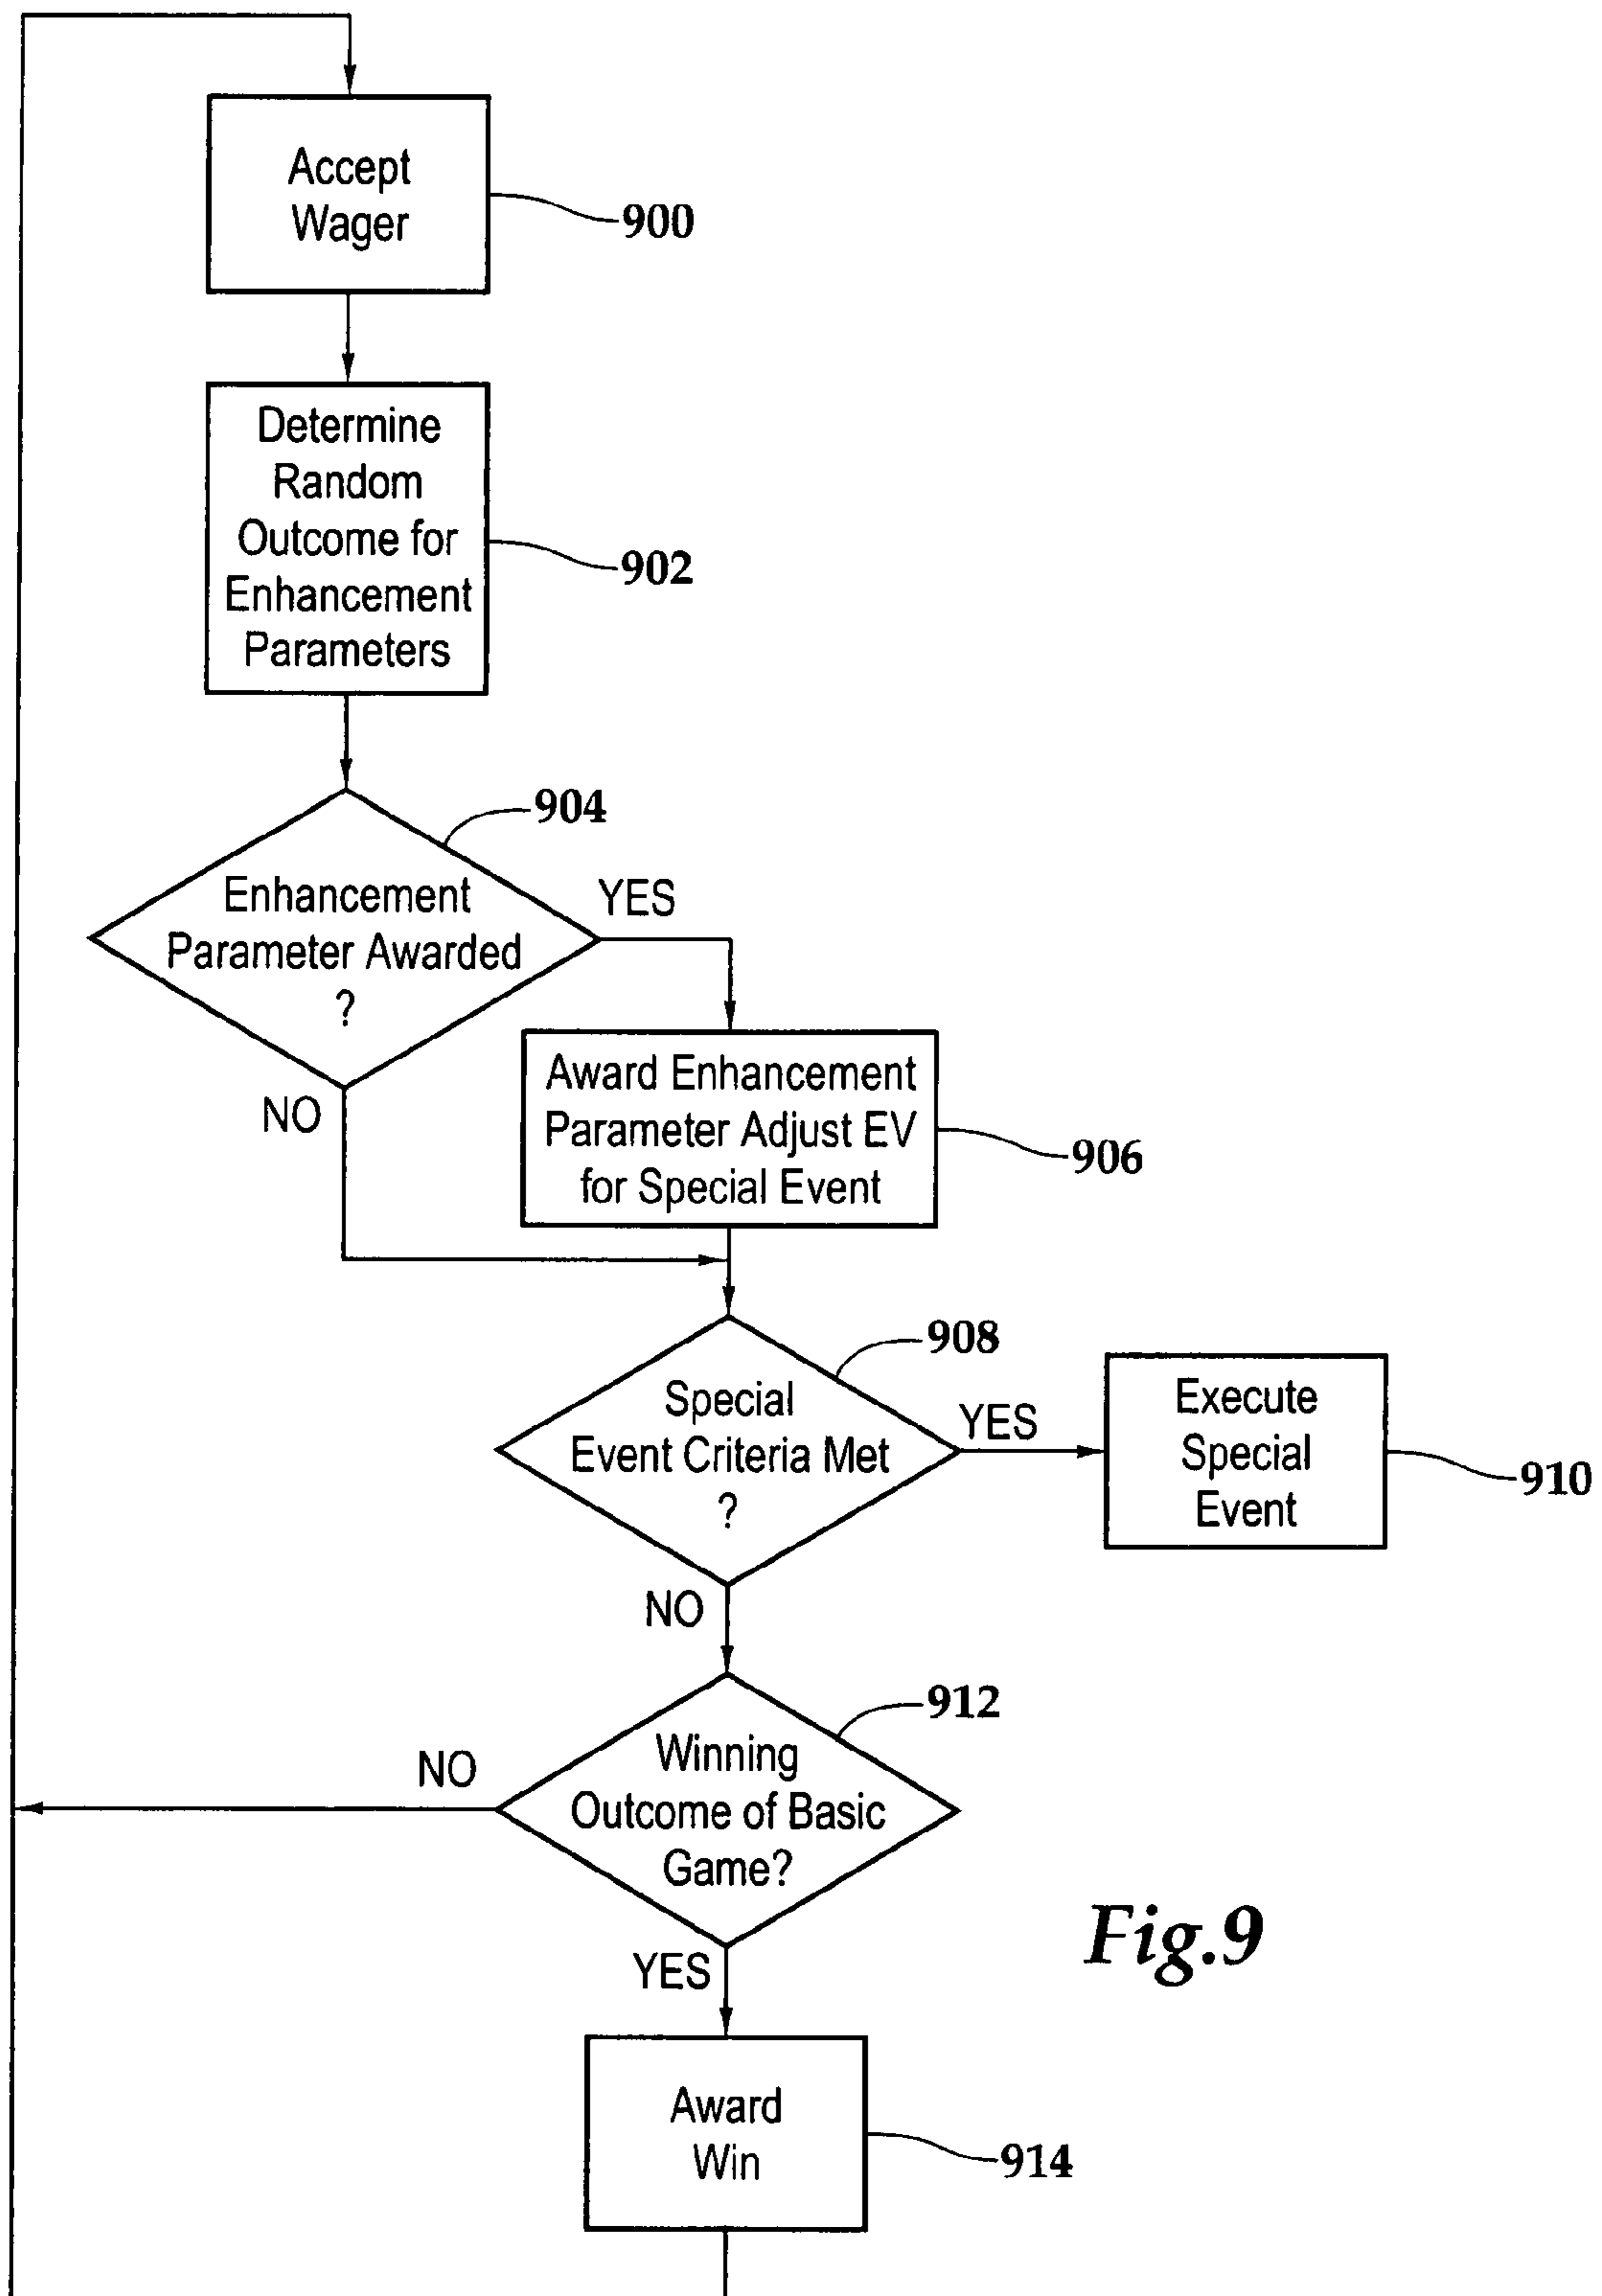 Accept
Wager
900
Determine
Random
Outcome for
Enhancement
Parameters
902
904
Enhancement
Parameter Awarded
?
YES
NO
Award Enhancement
Parameter Adjust EV
for Special Event
906
908
Special
Event Criteria Met
?
YES
Execute
Special
Event
910
NO
912
Winning
Outcome of Basic
Game?
NO
YES
Fig.9
Award
Win
914